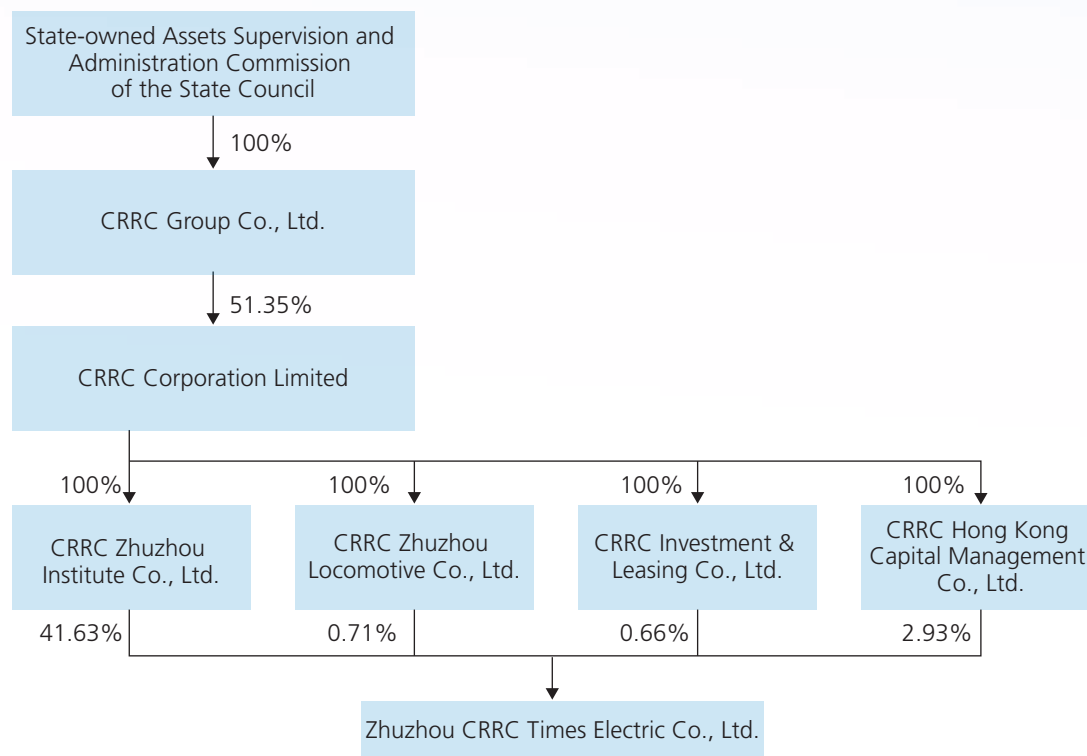 State-owned Assets Supervision and
Administration Commission
of the State Council
100%
CRRC Group Co., Ltd.
51.35%
CRRC Corporation Limited
100%
100%
100%
100%
CRRC Zhuzhou
Institute Co., Ltd.
CRRC Zhuzhou
Locomotive Co., Ltd.
CRRC Investment &
Leasing Co., Ltd.
CRRC Hong Kong
Capital Management
Co., Ltd.
41.63%
0.71%
0.66%
2.93%
Zhuzhou CRRC Times Electric Co., Ltd.